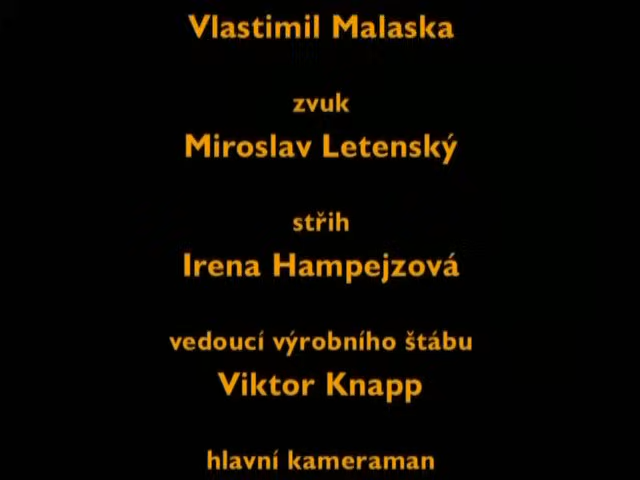 Vlastimil Malaska
zvuk
Miroslav Letenský
střih
Irena Hampejzová
vedoucí výrobního štábu
Viktor Knapp
hlavní kameraman